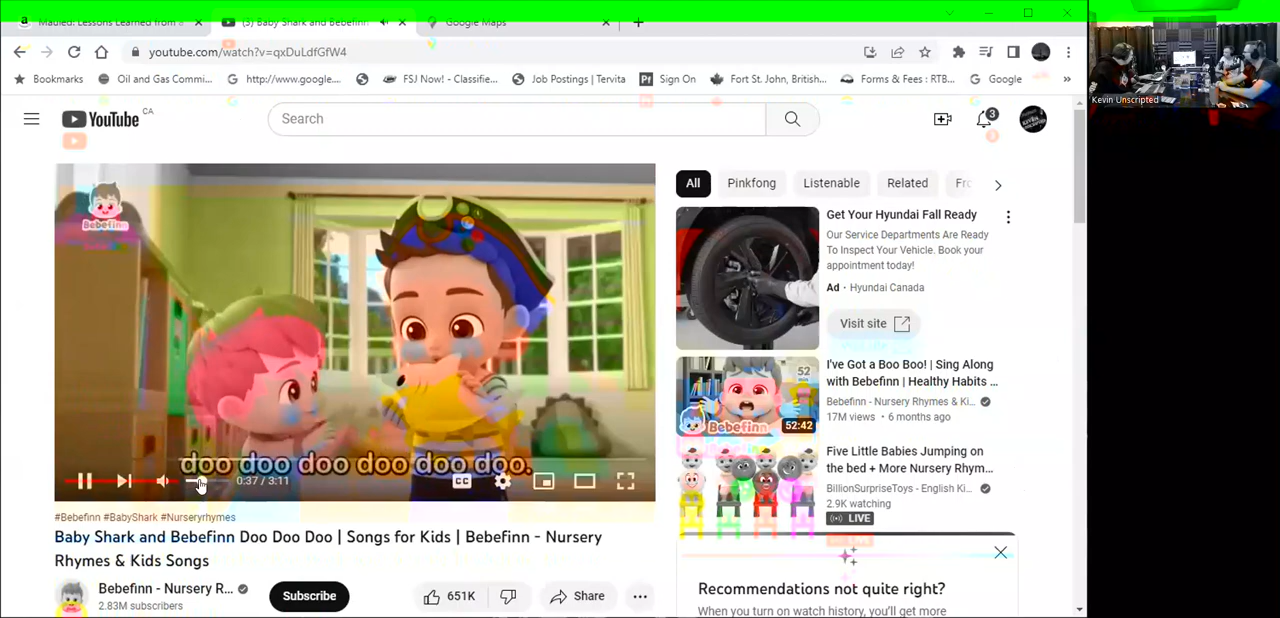 Mauled: Lessons Learned from a
(3) Baby Shark and Bebefinn
Google Maps
youtube.com/watch?v=qxDuLdfGfW4
Bookmarks
Oil and Gas Commi...
http://www.google....
FSJ Now! - Classifie...
Job Postings | Tervita
Sign On
Fort St. John, British...
Forms & Fees : RTB...
Google
Kevin Unscripted
YouTube CA
Search
3
Bebefinn
doo doo doo doo doo doo.
0:37 / 3:11
CC
#Bebefinn #BabyShark #Nurseryrhymes
Baby Shark and Bebefinn Doo Doo Doo | Songs for Kids | Bebefinn - Nursery
Rhymes & Kids Songs
Bebefinn - Nursery R...
2.83M subscribers
Subscribe
651K
Share
All
Pinkfong
Listenable
Related
Fro
Get Your Hyundai Fall Ready
Our Service Departments Are Ready
To Inspect Your Vehicle. Book your
appointment today!
Ad · Hyundai Canada
Visit site
52
MIN
Bebefinn
52:42
I've Got a Boo Boo! | Sing Along
with Bebefinn | Healthy Habits ...
Bebefinn - Nursery Rhymes & Ki...
17M views • 6 months ago
Five Little Babies Jumping on
the bed + More Nursery Rhym...
BillionSurpriseToys - English Ki...
2.9K watching
LIVE
Recommendations not quite right?
When you turn on watch history, you'll get more